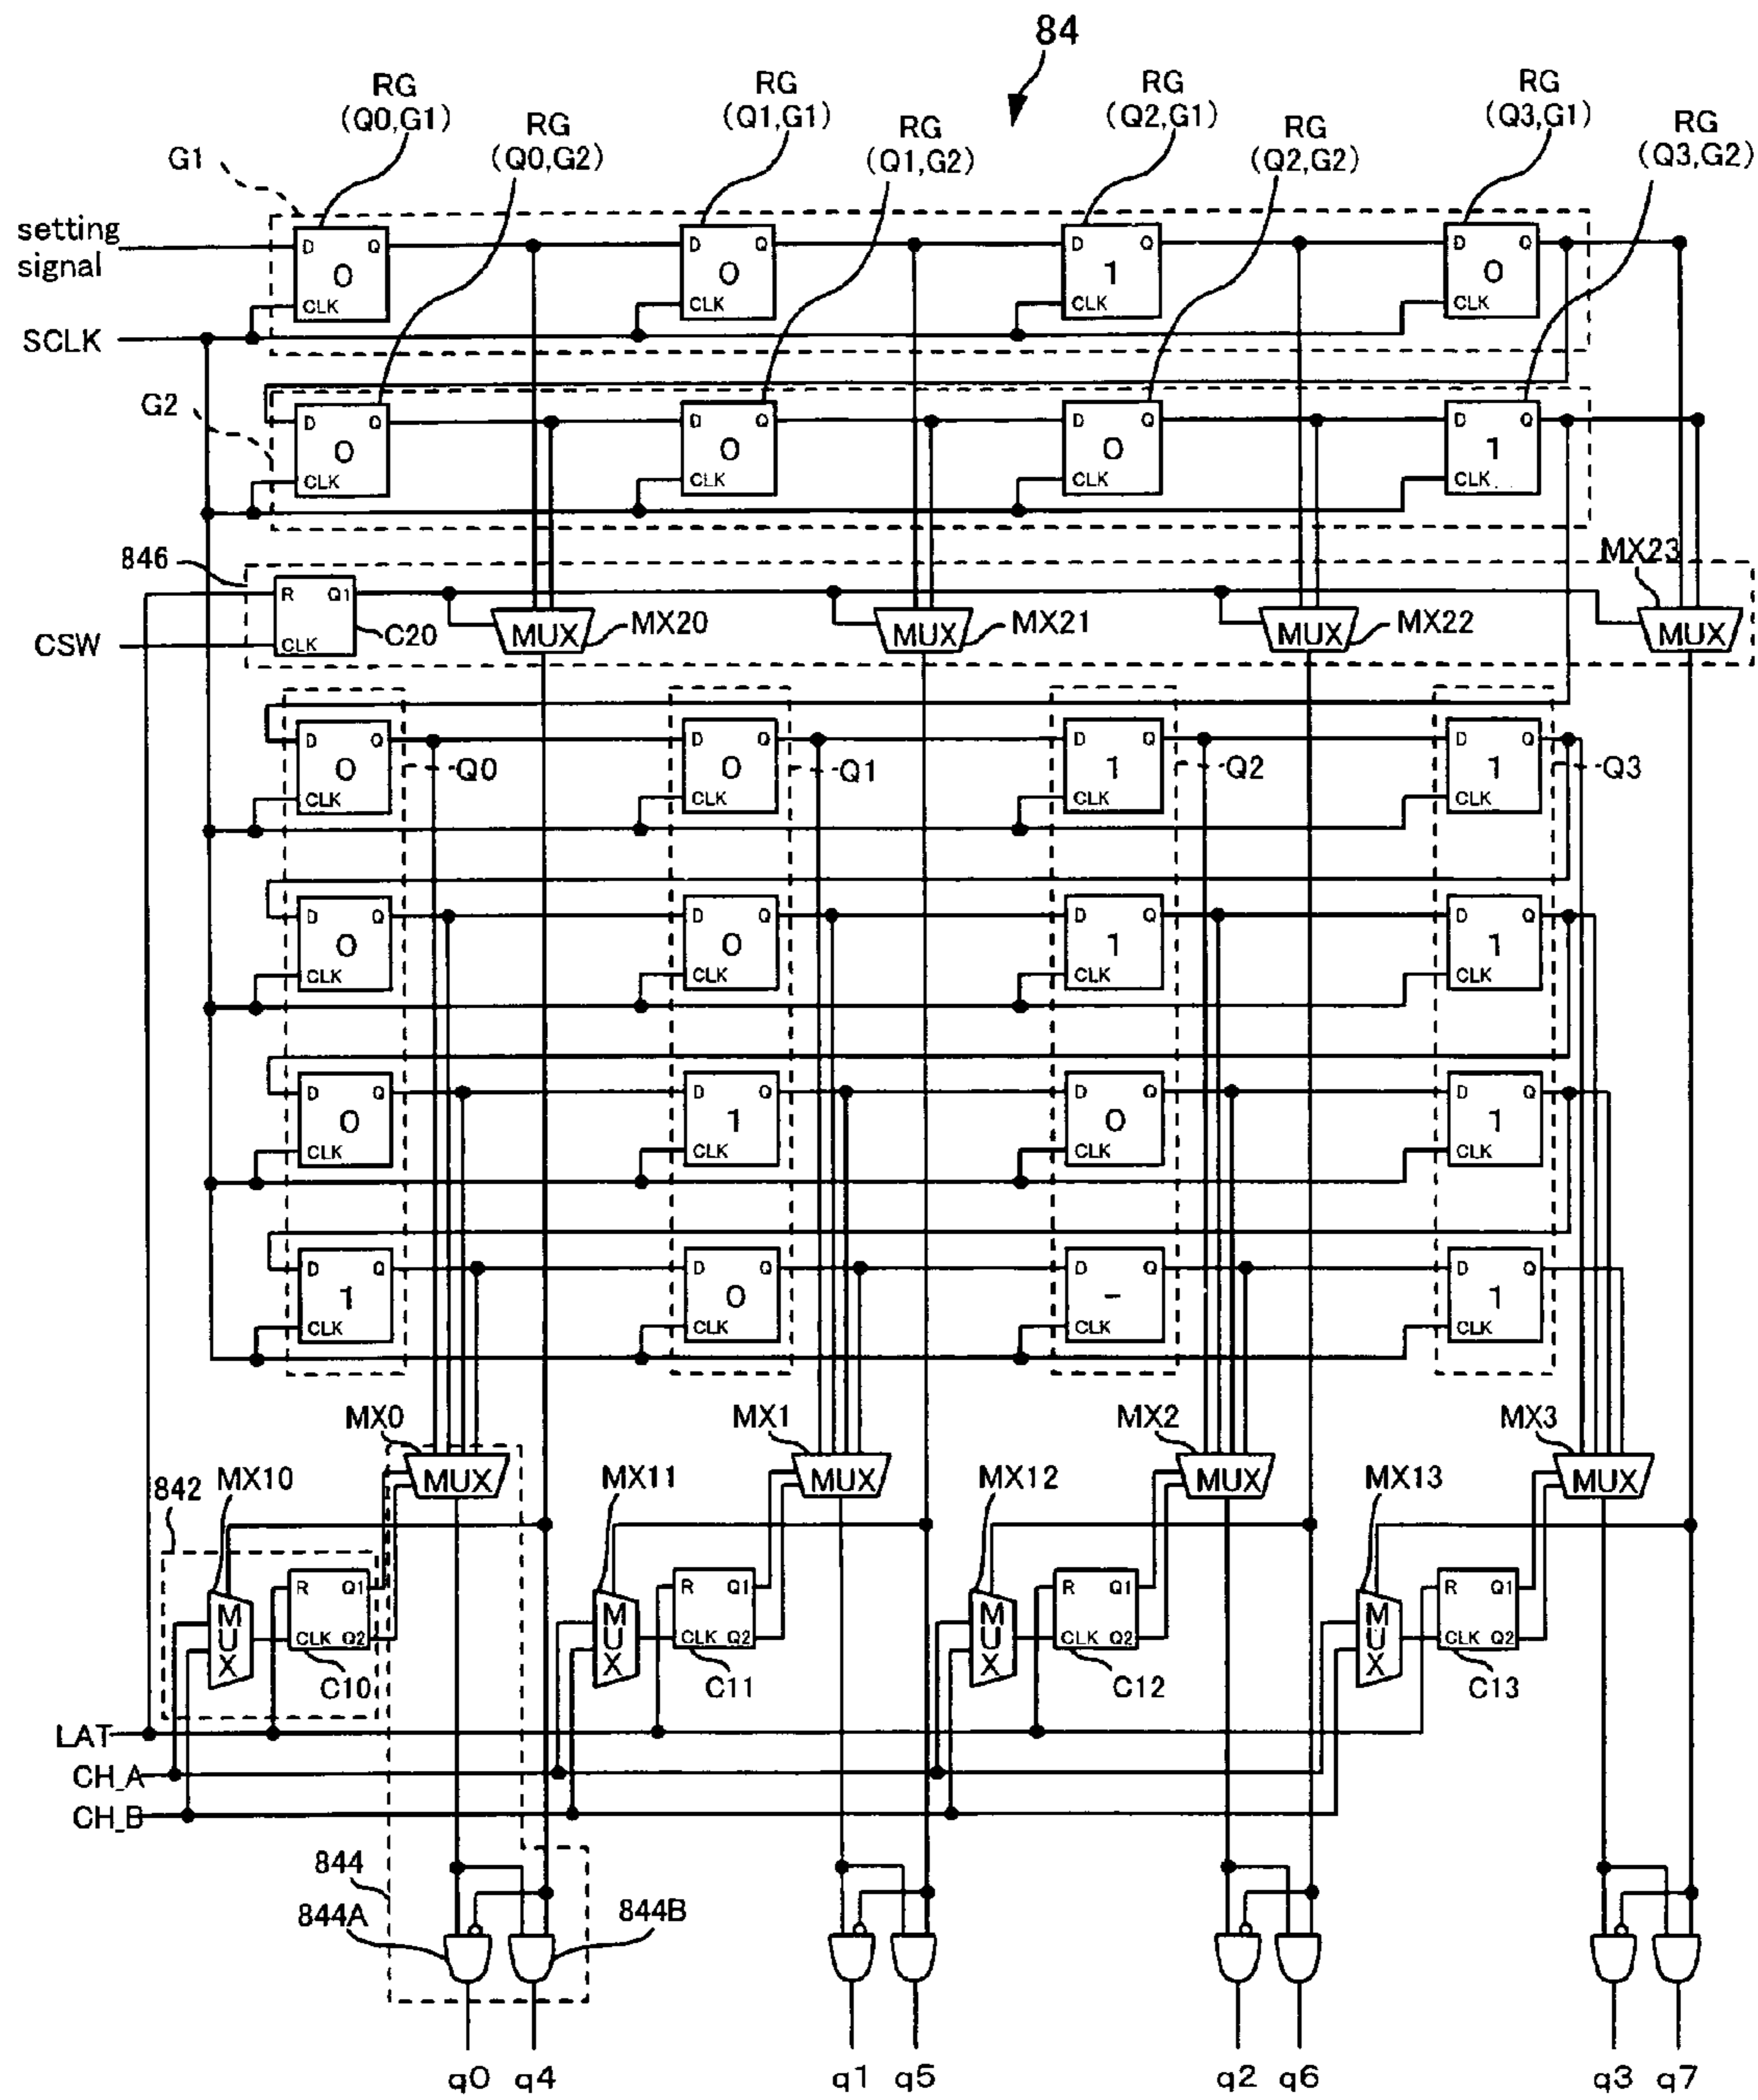 84
RG
(Q0,G1)
RG
(Q0,G2)
RG
(Q1,G1)
RG
(Q1,G2)
RG
(Q2,G1)
RG
(Q2,G2)
RG
(Q3,G1)
RG
(Q3,G2)
G1
setting
signal
D Q
0
CLK
D Q
0
CLK
D Q
1
CLK
D Q
0
CLK
SCLK
G2
D Q
0
CLK
D Q
0
CLK
D Q
0
CLK
D Q
1
CLK
846
R Q1
CLK
C20
CSW
MUX
MX20
MUX
MX21
MUX
MX22
MUX
MX23
D Q
0
CLK
Q0
D Q
0
CLK
Q1
D Q
1
CLK
Q2
D Q
1
CLK
Q3
D Q
0
CLK
D Q
0
CLK
D Q
1
CLK
D Q
1
CLK
D Q
0
CLK
D Q
1
CLK
D Q
0
CLK
D Q
1
CLK
D Q
1
CLK
D Q
0
CLK
D Q
-
CLK
D Q
1
CLK
MX0
MUX
MX1
MUX
MX2
MUX
MX3
MUX
842
MX10
MUX
R Q1
CLK Q2
C10
MX11
MUX
R Q1
CLK Q2
C11
MX12
MUX
R Q1
CLK Q2
C12
MX13
MUX
R Q1
CLK Q2
C13
LAT
CH_A
CH_B
844
844A
844B
q0 q4 q1 q5 q2 q6 q3 q7